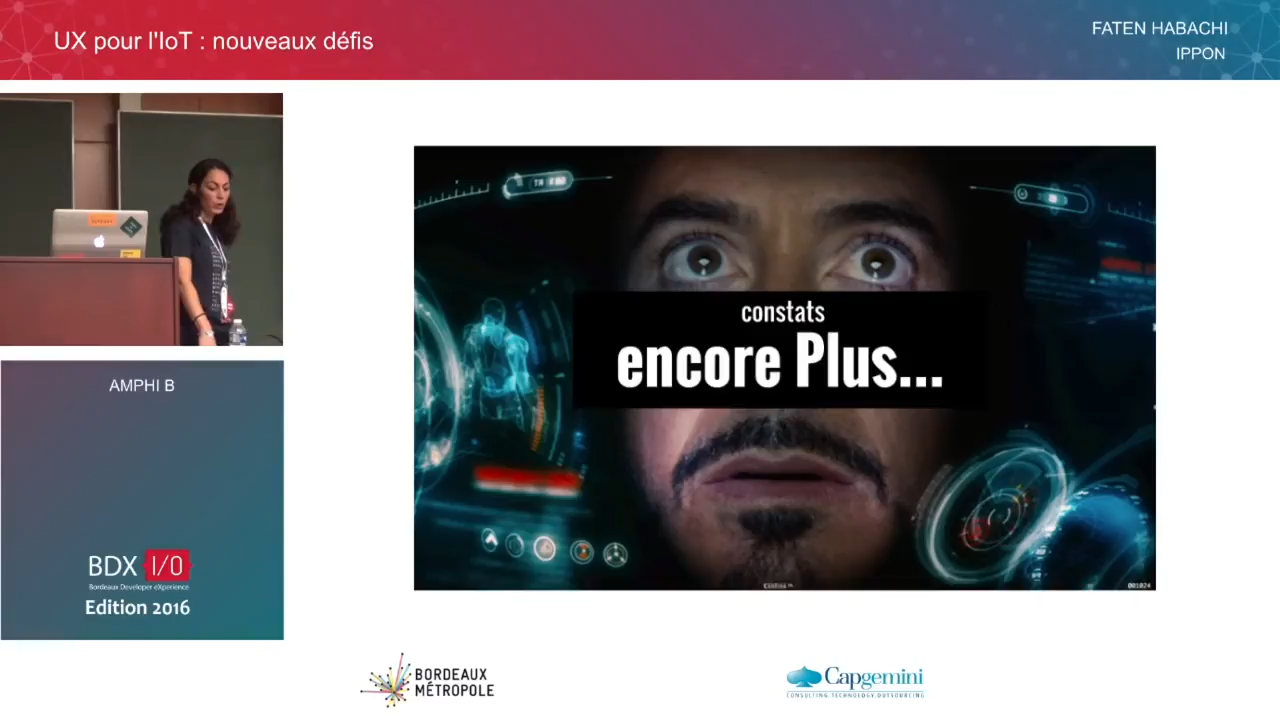 UX pour l'IoT : nouveaux défis
FATEN HABACHI
IPPON
constats
encore Plus...
AMPHI B
BDX I/O
Bordeaux Developer eXperience
Edition 2016
BORDEAUX
MÉTROPOLE
Capgemini
CONSULTING.TECHNOLOGY.OUTSOURCING